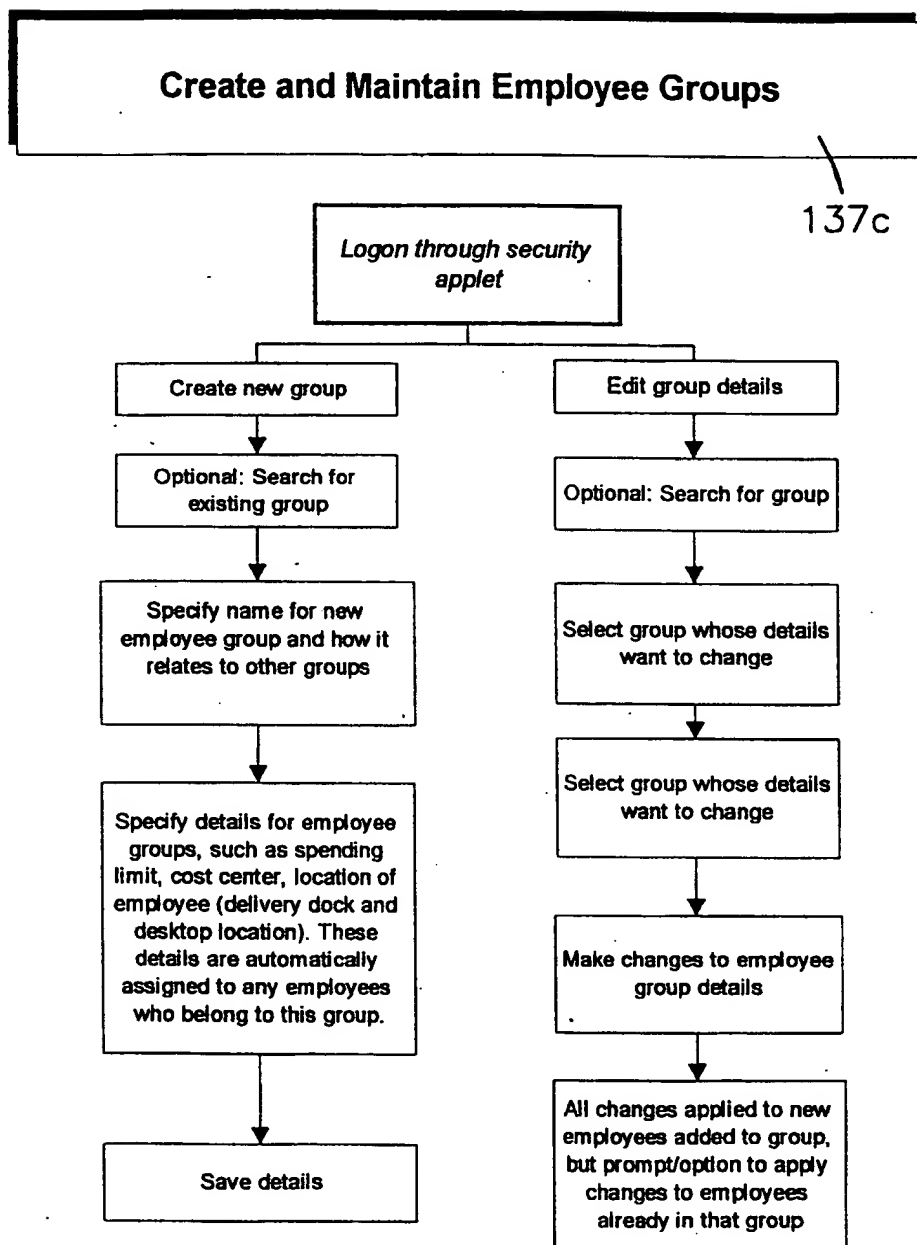 Create and Maintain Employee Groups
137c
Logon through security
applet
Create new group
Optional: Search for
existing group
Specify name for new
employee group and how it
relates to other groups
Specify details for employee
groups, such as spending
limit, cost center, location of
employee (delivery dock and
desktop location). These
details are automatically
assigned to any employees
who belong to this group.
Save details
Edit group details
Optional: Search for group
Select group whose details
want to change
Select group whose details
want to change
Make changes to employee
group details
All changes applied to new
employees added to group,
but prompt/option to apply
changes to employees
already in that group